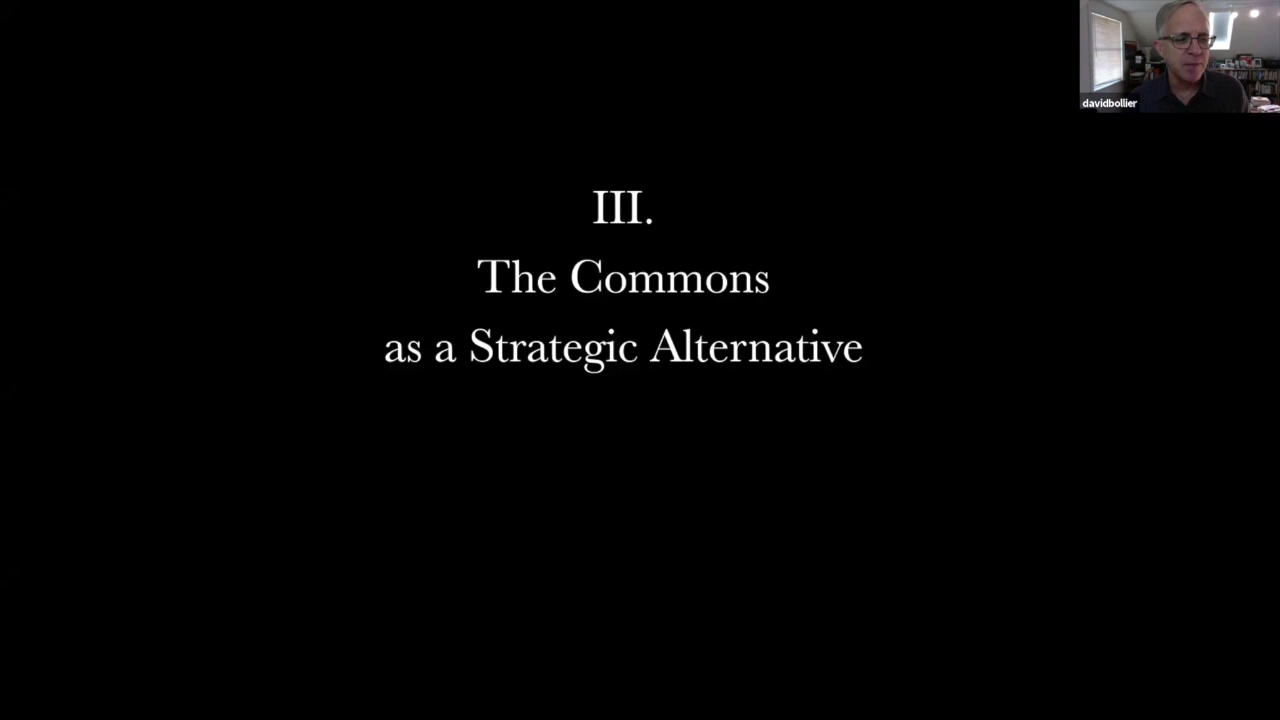 davidbollier
III.
The Commons
as a Strategic Alternative